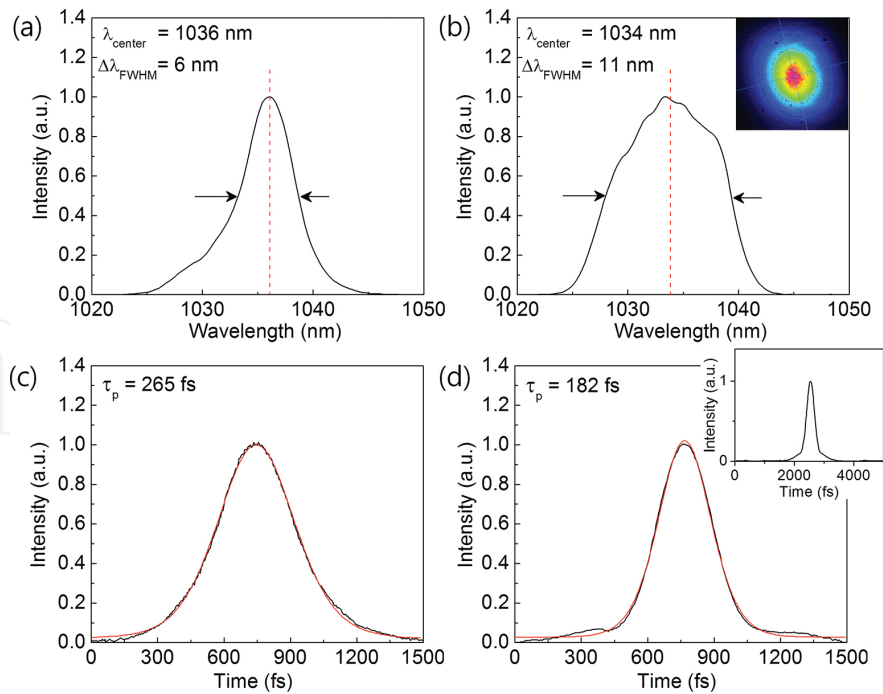 (a)
λcenter = 1036 nm
ΔλFWHM = 6 nm
Intensity (a.u.)
1.4
1.2
1.0
0.8
0.6
0.4
0.2
0.0
1020 1030 1040 1050
Wavelength (nm)
(b)
λcenter = 1034 nm
ΔλFWHM = 11 nm
Intensity (a.u.)
1.4
1.2
1.0
0.8
0.6
0.4
0.2
0.0
1020 1030 1040 1050
Wavelength (nm)
(c)
τp = 265 fs
Intensity (a.u.)
1.4
1.2
1.0
0.8
0.6
0.4
0.2
0.0
0 300 600 900 1200 1500
Time (fs)
(d)
τp = 182 fs
Intensity (a.u.)
1.4
1.2
1.0
0.8
0.6
0.4
0.2
0.0
0 300 600 900 1200 1500
Time (fs)
Intensity (a.u.)
1
0
0 2000 4000
Time (fs)